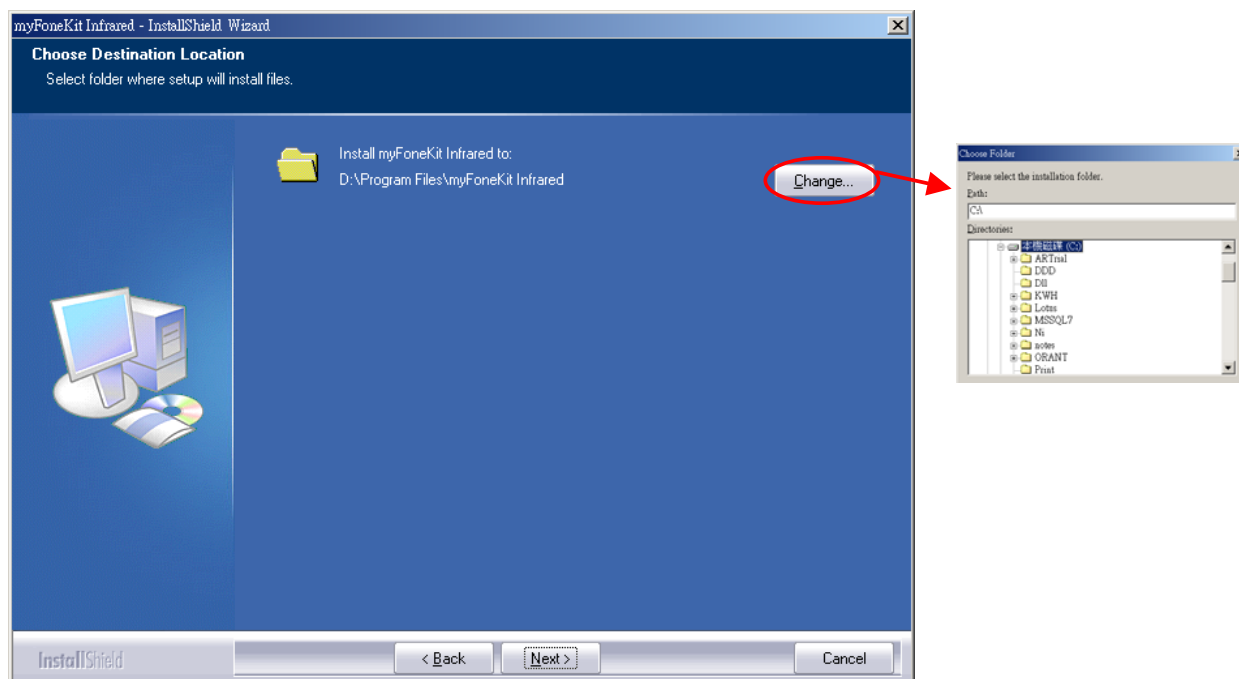 myFoneKit Infrared - InstallShield Wizard
Choose Destination Location
Select folder where setup will install files.
Install myFoneKit Infrared to:
D:\Program Files\myFoneKit Infrared
Change...
InstallShield
< Back
Next >
Cancel
Choose Folder
Please select the installation folder.
Path:
C:\
Directories:
本機磁碟 (C:)
ARTrial
DDD
Dll
KWH
Lotus
MSSQL7
Ni
notes
ORANT
Print